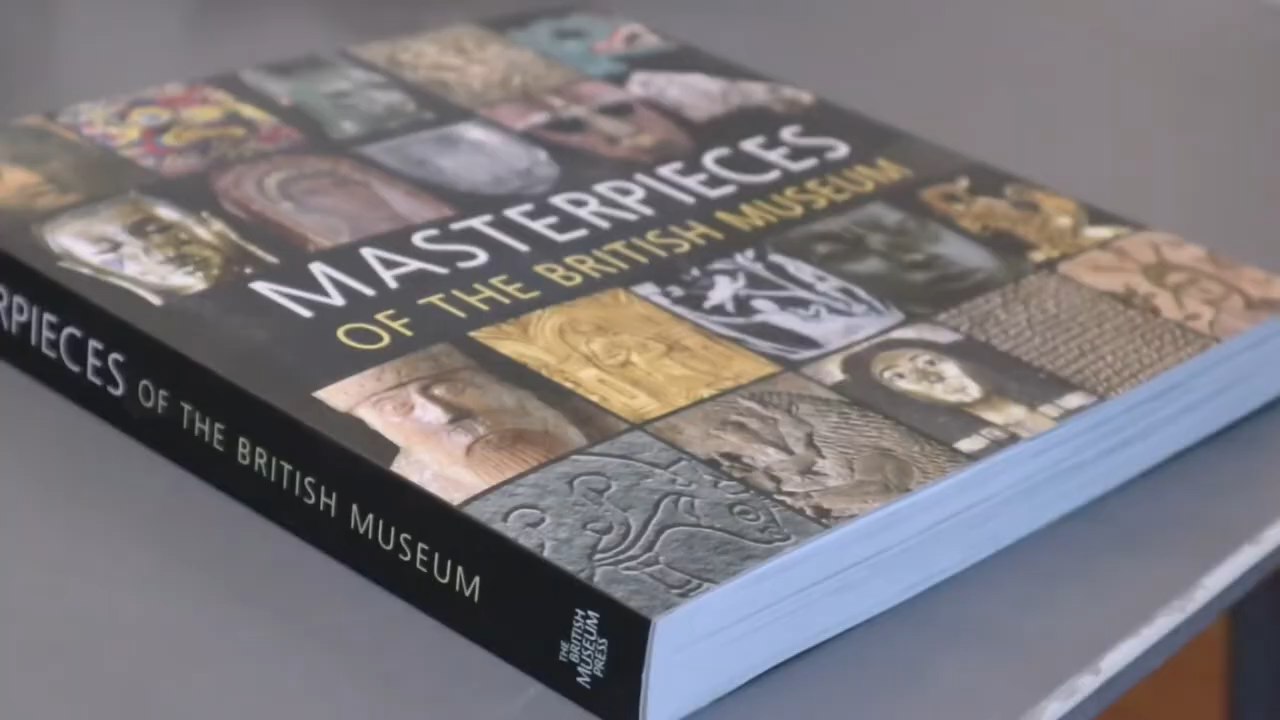 MASTERPIECES
OF THE BRITISH MUSEUM
RPIECES OF THE BRITISH MUSEUM
THE
BRITISH
MUSEUM
PRESS